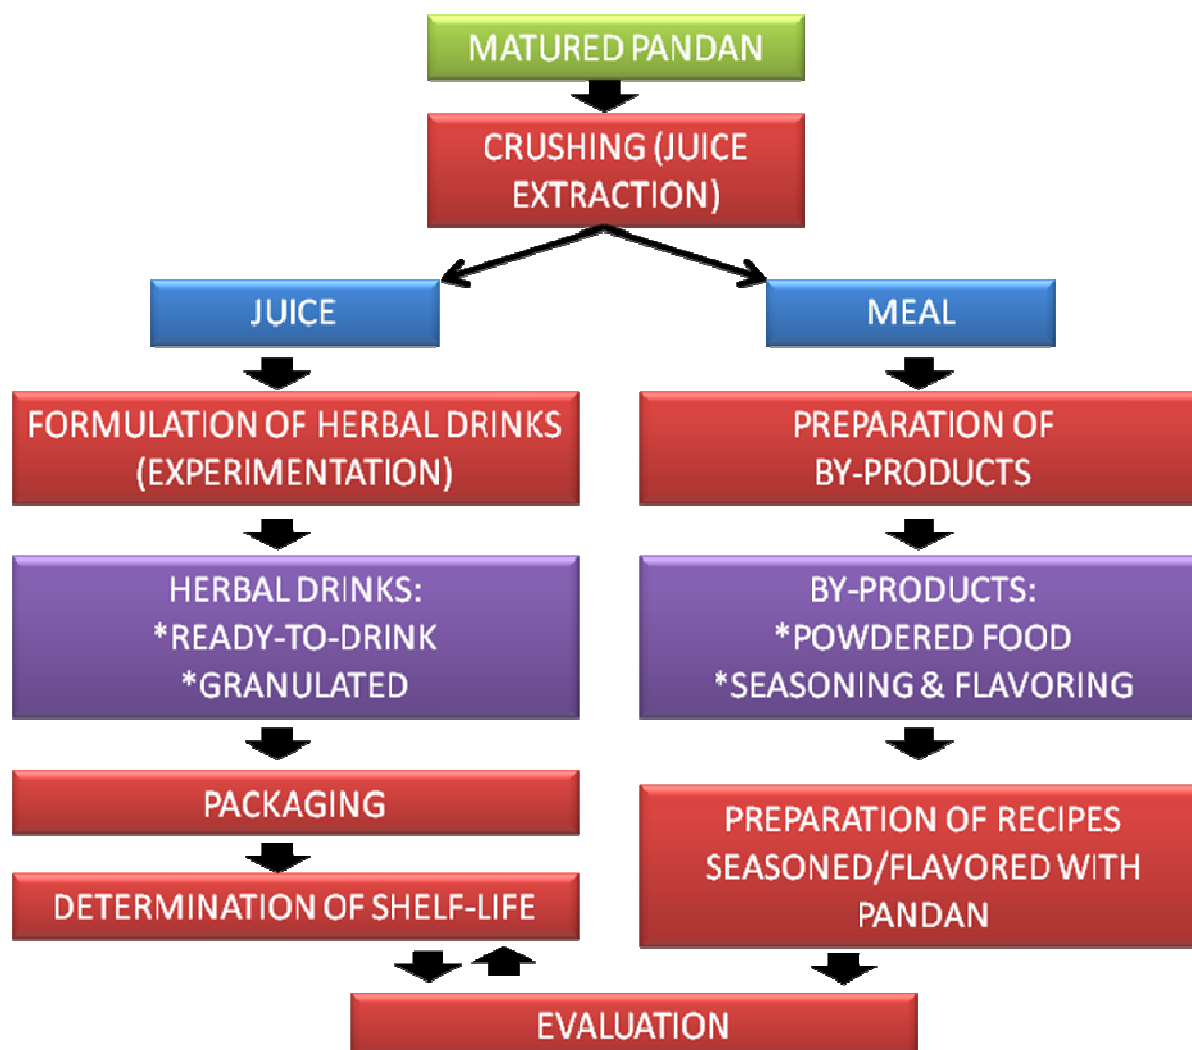 MATURED PANDAN
CRUSHING (JUICE
EXTRACTION)
JUICE
MEAL
FORMULATION OF HERBAL DRINKS
(EXPERIMENTATION)
PREPARATION OF
BY-PRODUCTS
HERBAL DRINKS:
*READY-TO-DRINK
*GRANULATED
BY-PRODUCTS:
*POWDERED FOOD
*SEASONING & FLAVORING
PACKAGING
DETERMINATION OF SHELF-LIFE
PREPARATION OF RECIPES
SEASONED/FLAVORED WITH
PANDAN
EVALUATION